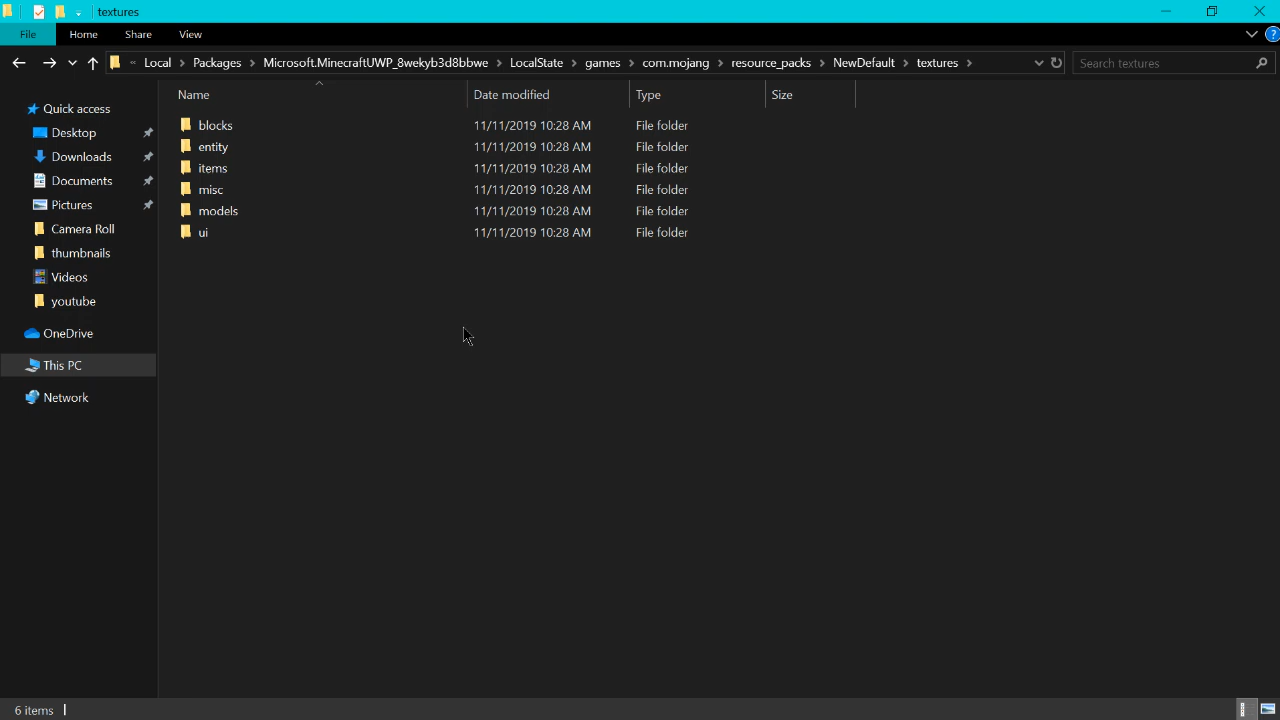 textures
File Home Share View
« Local > Packages > Microsoft.MinecraftUWP_8wekyb3d8bbwe > LocalState > games > com.mojang > resource_packs > NewDefault > textures >
Search textures
Name Date modified Type Size
Quick access
Desktop
Downloads
Documents
Pictures
Camera Roll
thumbnails
Videos
youtube
OneDrive
This PC
Network
blocks 11/11/2019 10:28 AM File folder
entity 11/11/2019 10:28 AM File folder
items 11/11/2019 10:28 AM File folder
misc 11/11/2019 10:28 AM File folder
models 11/11/2019 10:28 AM File folder
ui 11/11/2019 10:28 AM File folder
6 items